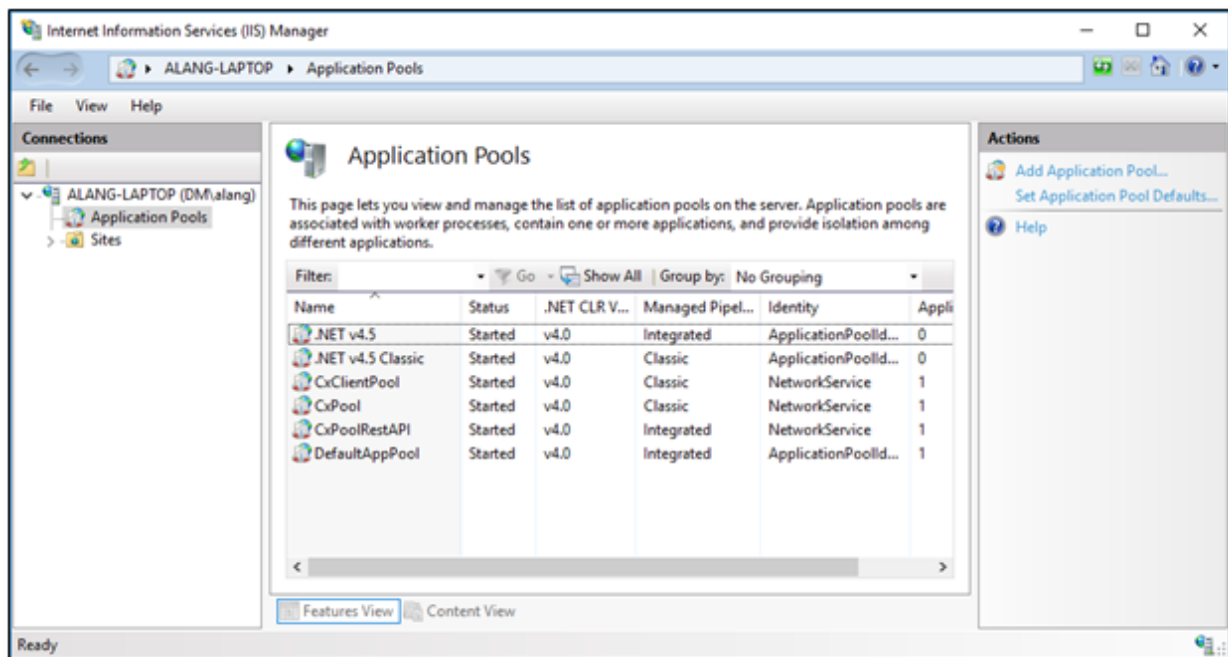 Internet Information Services (IIS) Manager
ALANG-LAPTOP Application Pools
File View Help
Connections
ALANG-LAPTOP (DM\alang)
Application Pools
Sites
Application Pools
This page lets you view and manage the list of application pools on the server. Application pools are
associated with worker processes, contain one or more applications, and provide isolation among
different applications.
Filter: Go Show All Group by: No Grouping
Name Status .NET CLR V... Managed Pipel... Identity Appli
.NET v4.5 Started v4.0 Integrated ApplicationPoolId... 0
.NET v4.5 Classic Started v4.0 Classic ApplicationPoolId... 0
CxClientPool Started v4.0 Classic NetworkService 1
CxPool Started v4.0 Classic NetworkService 1
CxPoolRestAPI Started v4.0 Integrated NetworkService 1
DefaultAppPool Started v4.0 Integrated ApplicationPoolId... 1
Features View Content View
Actions
Add Application Pool...
Set Application Pool Defaults...
Help
Ready